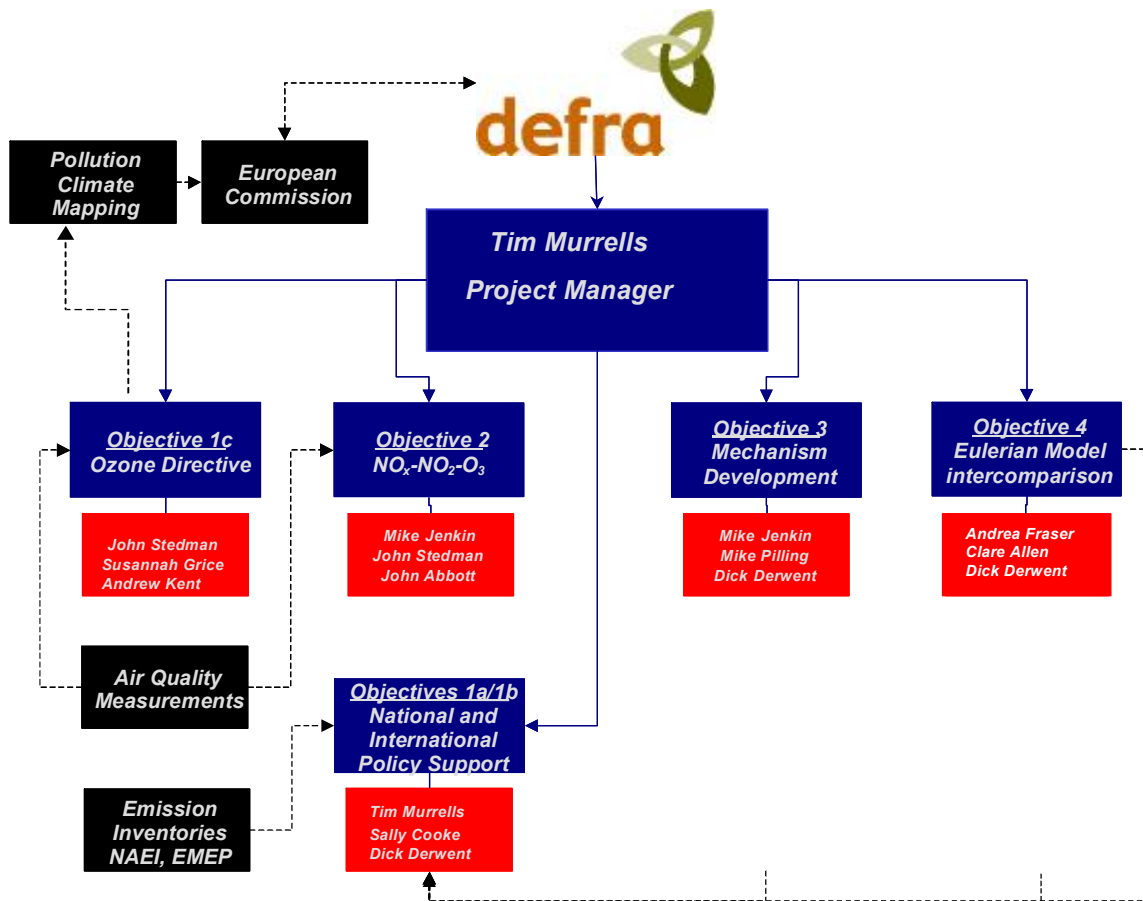 defra
Pollution
Climate
Mapping
European
Commission
Tim Murrells
Project Manager
Objective 1c
Ozone Directive
Objective 2
NOx-NO2-O3
Objective 3
Mechanism
Development
Objective 4
Eulerian Model
intercomparison
John Stedman
Susannah Grice
Andrew Kent
Mike Jenkin
John Stedman
John Abbott
Mike Jenkin
Mike Pilling
Dick Derwent
Andrea Fraser
Clare Allen
Dick Derwent
Air Quality
Measurements
Objectives 1a/1b
National and
International
Policy Support
Emission
Inventories
NAEI, EMEP
Tim Murrells
Sally Cooke
Dick Derwent